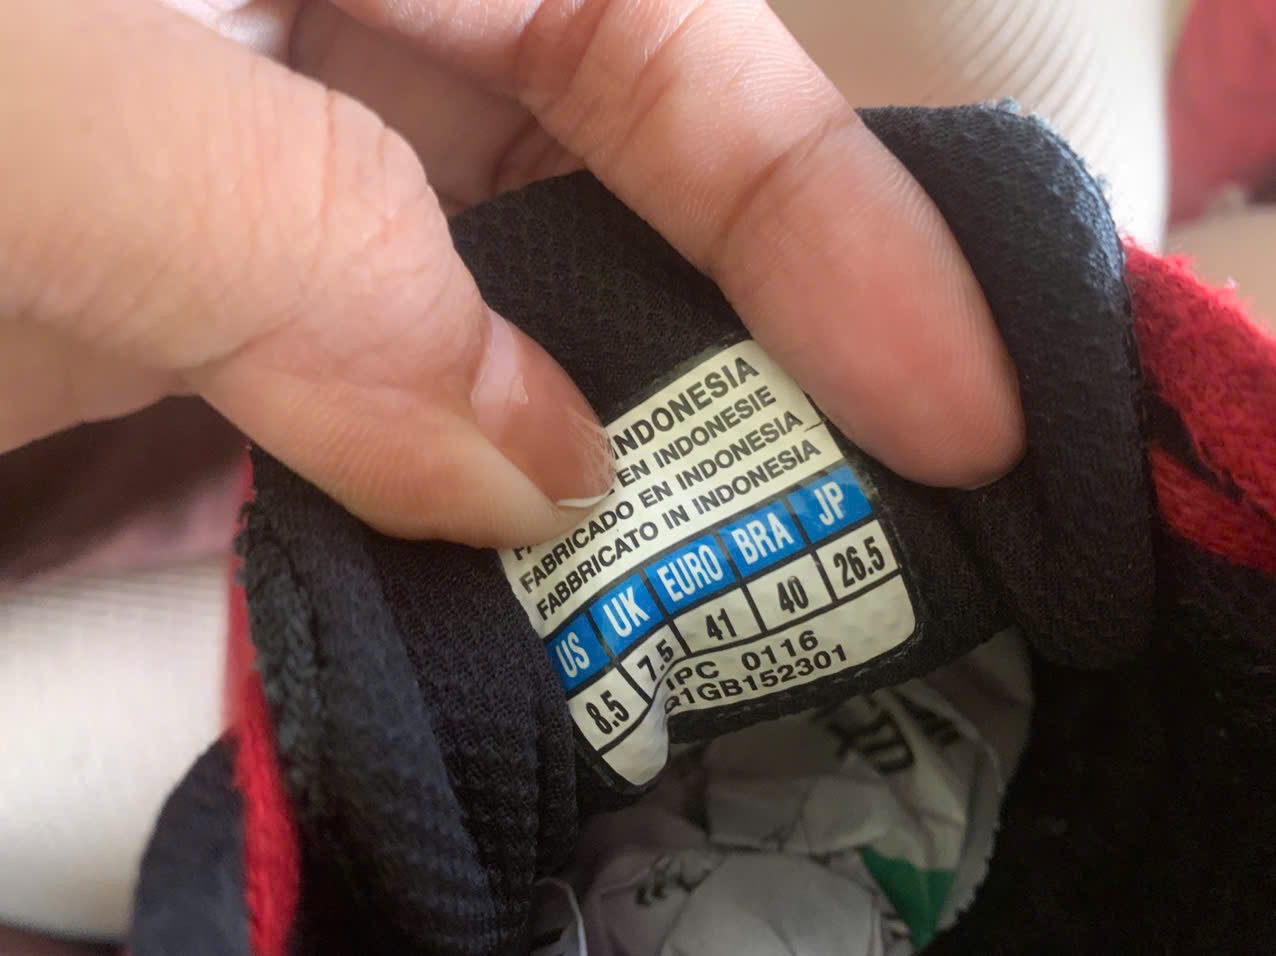 INDONESIA
EN INDONESIE
FABRICADO EN INDONESIA
FABBRICATO IN INDONESIA
US UK EURO BRA JP
8.5 7.5 41 40 26.5
IPC 0116
Q1GB152301